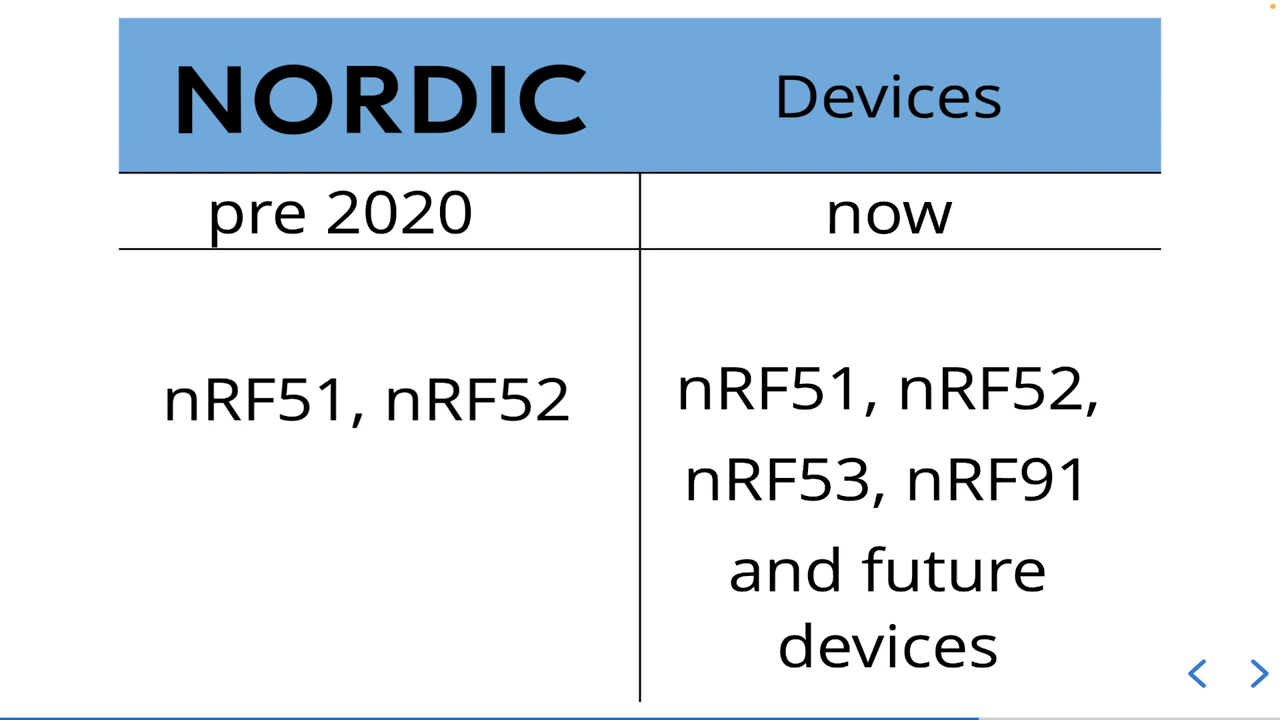 NORDIC Devices
pre 2020
now
nRF51, nRF52
nRF51, nRF52,
nRF53, nRF91
and future
devices